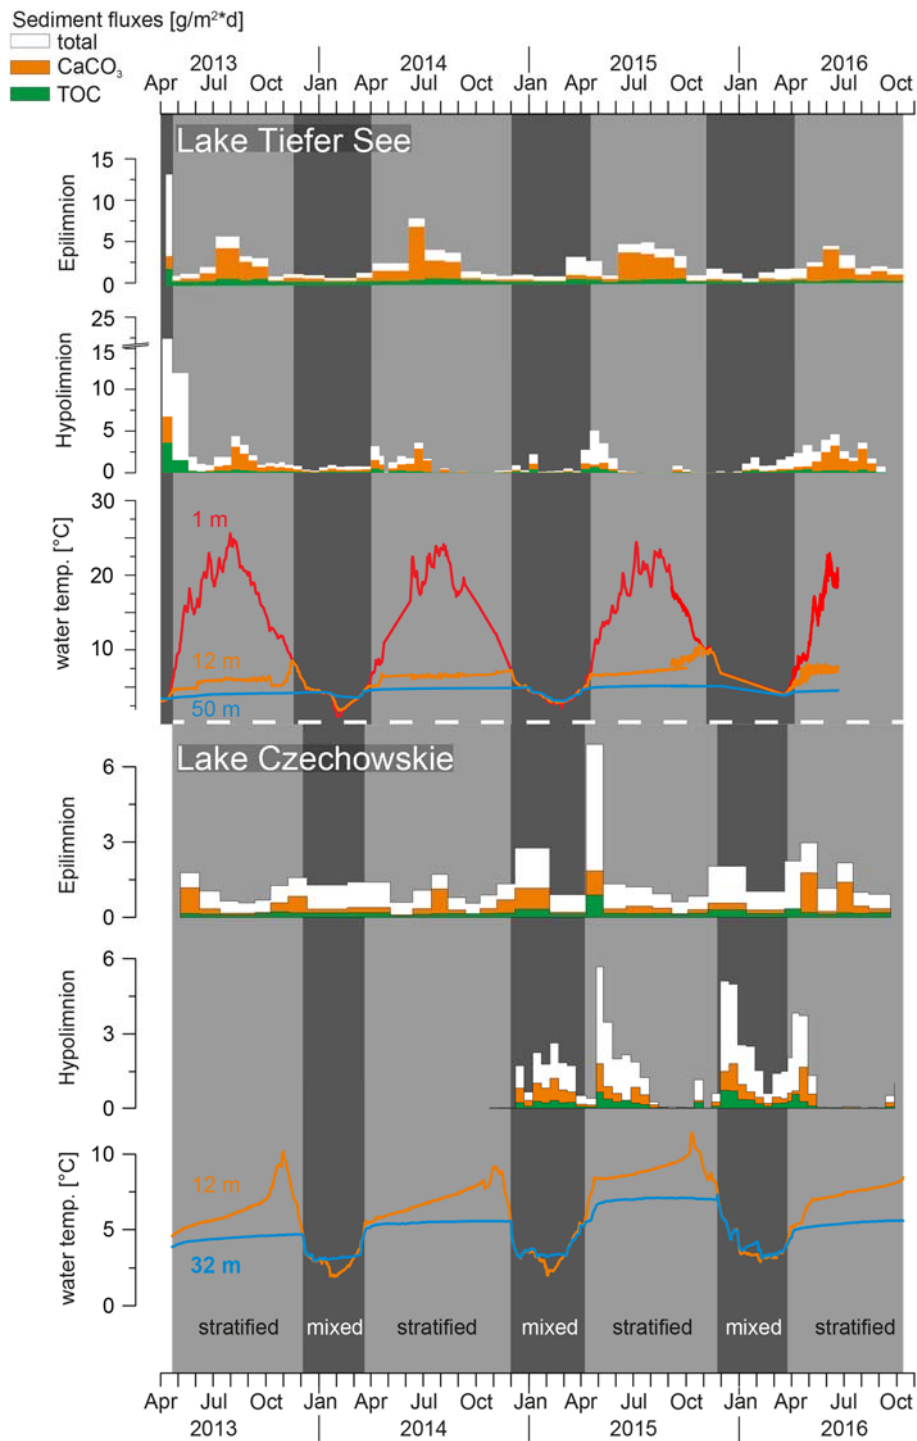 Sediment fluxes [g/m²*d]
total
CaCO₃
TOC
2013 2014 2015 2016
Apr Jul Oct Jan Apr Jul Oct Jan Apr Jul Oct Jan Apr Jul Oct
Lake Tiefer See
Epilimnion
15
10
5
0
Hypolimnion
25
15
10
5
0
water temp. [°C]
30
20
10
1 m
12 m
50 m
Lake Czechowskie
Epilimnion
6
3
0
Hypolimnion
6
3
0
water temp. [°C]
10
5
0
12 m
32 m
stratified mixed stratified mixed stratified mixed stratified
Apr Jul Oct Jan Apr Jul Oct Jan Apr Jul Oct Jan Apr Jul Oct
2013 2014 2015 2016